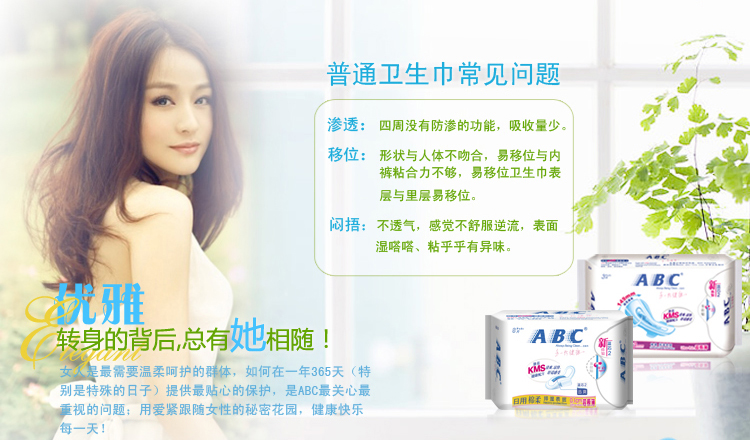 普通卫生巾常见问题
渗透： 四周没有防渗的功能，吸收量少。
移位： 形状与人体不吻合，易移位与内
裤粘合力不够，易移位卫生巾表
层与里层易移位。
闷捂： 不透气，感觉不舒服逆流，表面
湿嗒嗒、粘乎乎有异味。
优雅
Elegant
转身的背后,总有她相随！
女人是最需要温柔呵护的群体，如何在一年365天（特
别是特殊的日子）提供最贴心的保护，是ABC最关心最
重视的问题；用爱紧跟随女性的秘密花园，健康快乐
每一天！
ABC
新
KMS
ABC
新
KMS
日用 棉柔